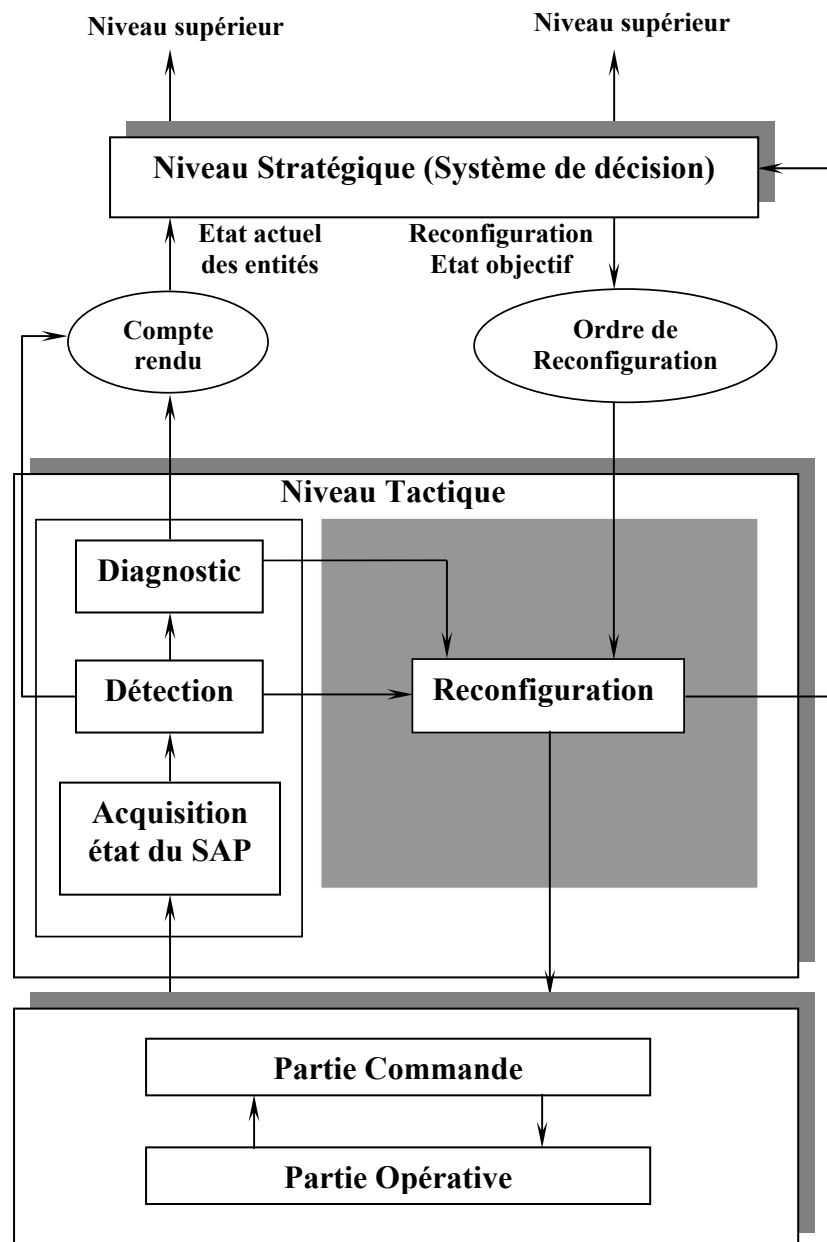 Niveau supérieur
Niveau supérieur
Niveau Stratégique (Système de décision)
Etat actuel
des entités
Reconfiguration
Etat objectif
Compte
rendu
Ordre de
Reconfiguration
Niveau Tactique
Diagnostic
Détection
Reconfiguration
Acquisition
état du SAP
Partie Commande
Partie Opérative